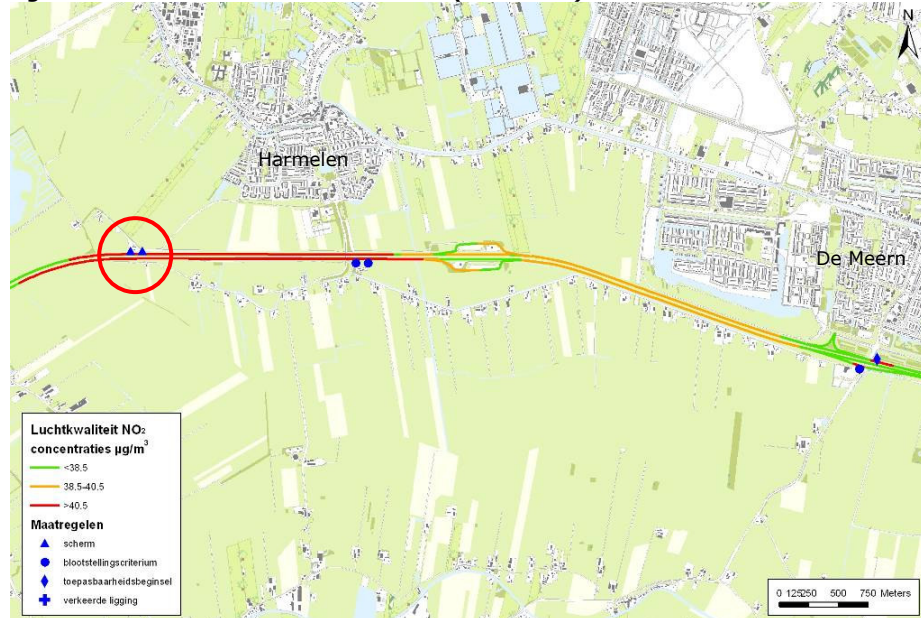 N
Harmelen
De Meern
Luchtkwaliteit NO2
concentraties µg/m3
<38.5
38.5-40.5
>40.5
Maatregelen
scherm
blootstellingscriterium
toepasbaarheidsbeginsel
verkeerde ligging
0 125250 500 750 Meters